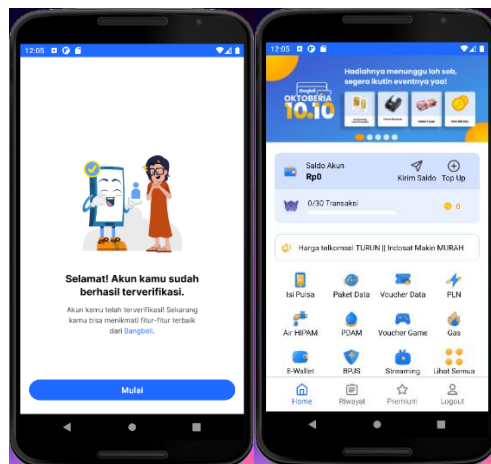 12:05
Selamat! Akun kamu sudah
berhasil terverifikasi.
Akun kamu telah terverifikasi! Sekarang
kamu bisa menikmati fitur-fitur terbaik
dari Bangbeli.
Mulai
12:05
Hadiahnya menunggu loh sob,
segera ikutin eventnya yaa!
Bangbeli
OKTOBERIA
10.10
Saldo Akun
Rp0
Kirim Saldo
Top Up
0/30 Transaksi
0
Harga telkomsel TURUN || Indosat Makin MURAH
Isi Pulsa
Paket Data
Voucher Data
PLN
Air HIPAM
PDAM
Voucher Game
Gas
E-Wallet
BPJS
Streaming
Lihat Semua
Home
Riwayat
Premium
Logout